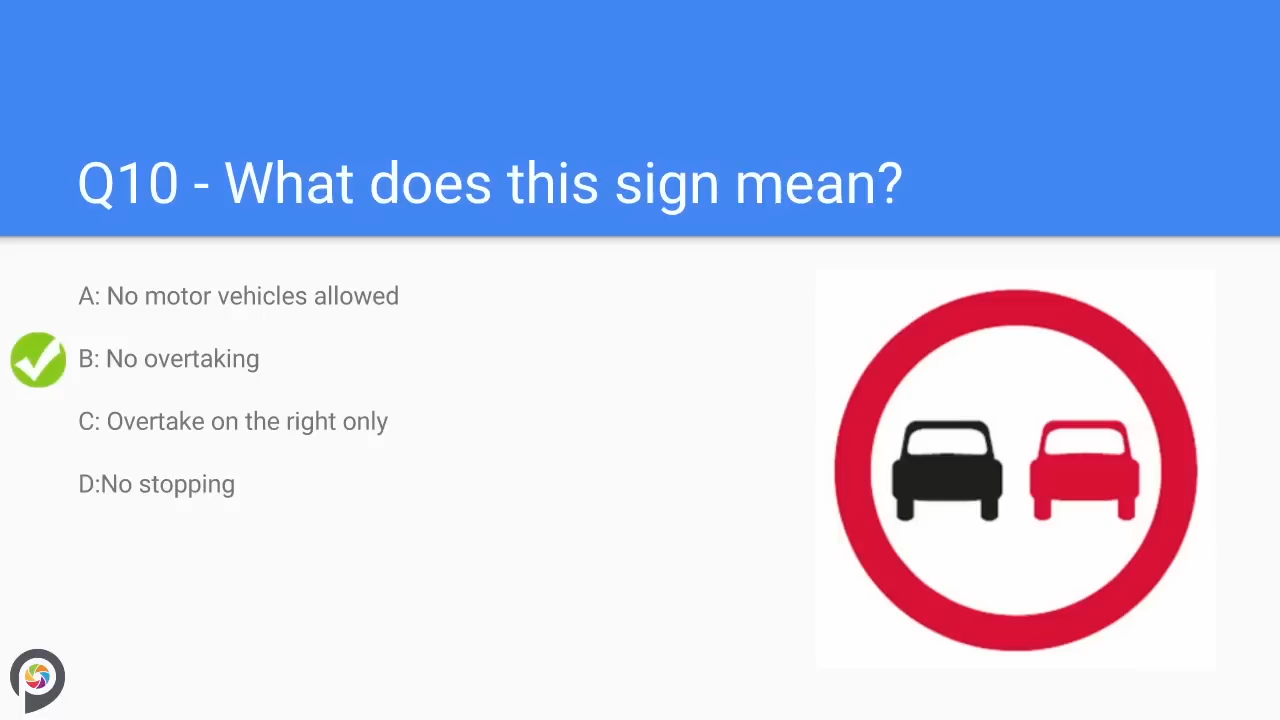 Q10 - What does this sign mean?
A: No motor vehicles allowed
B: No overtaking
C: Overtake on the right only
D:No stopping